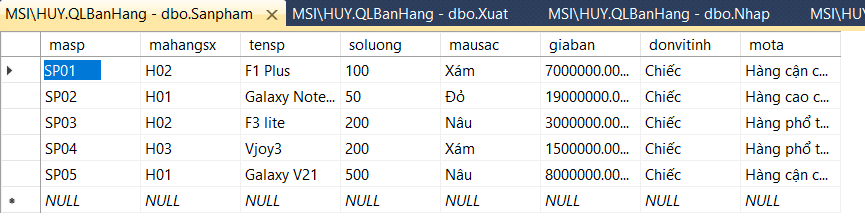 MSI\HUY.QLBanHang - dbo.Sanpham MSI\HUY.QLBanHang - dbo.Xuat MSI\HUY.QLBanHang - dbo.Nhap MSI\HUY
masp mahangsx tensp soluong mausac giaban donvitinh mota
SP01 H02 F1 Plus 100 Xám 7000000.00... Chiếc Hàng cận c...
SP02 H01 Galaxy Note... 50 Đỏ 19000000.0... Chiếc Hàng cao c...
SP03 H02 F3 lite 200 Nâu 3000000.00... Chiếc Hàng phổ t...
SP04 H03 Vjoy3 200 Xám 1500000.00... Chiếc Hàng phổ t...
SP05 H01 Galaxy V21 500 Nâu 8000000.00... Chiếc Hàng cận c...
NULL NULL NULL NULL NULL NULL NULL NULL